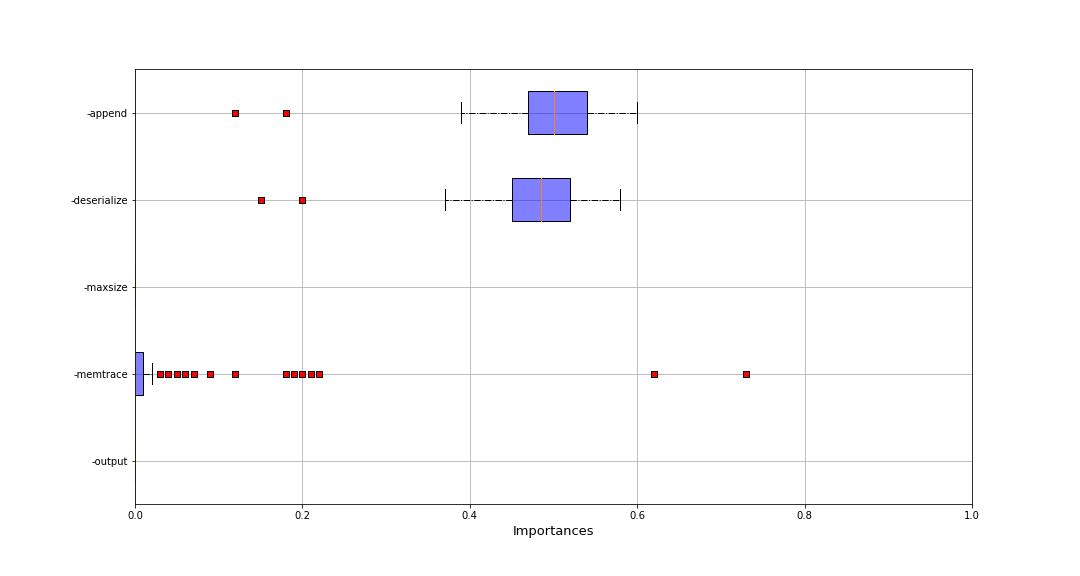 -append
-deserialize
-maxsize
-memtrace
-output
0.0 0.2 0.4 0.6 0.8 1.0
Importances